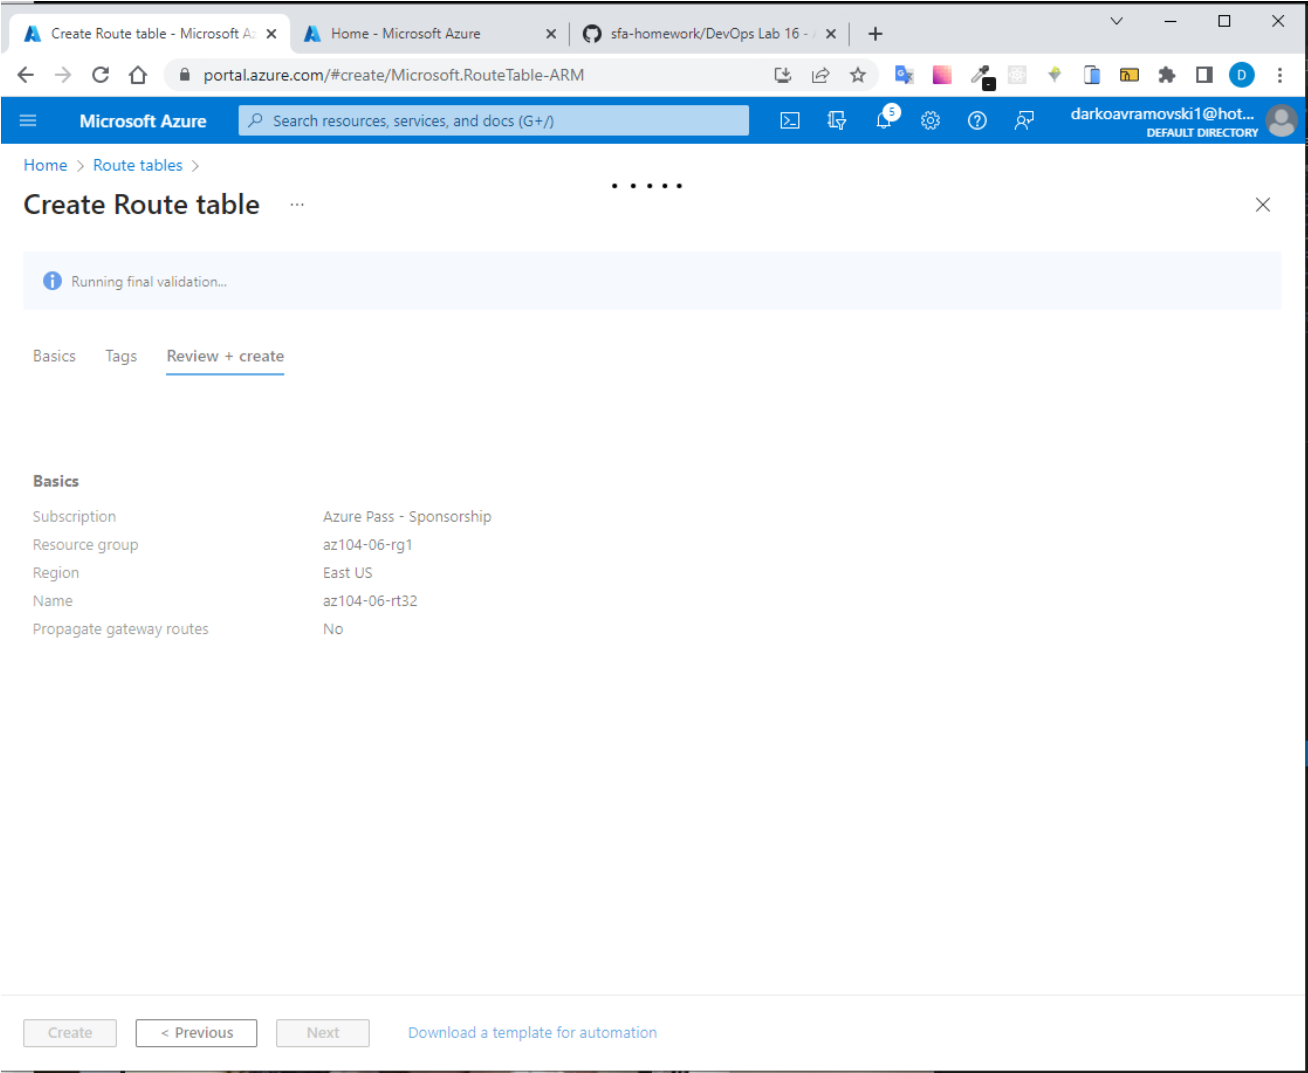 Create Route table - Microsoft Az
Home - Microsoft Azure
sfa-homework/DevOps Lab 16 - A
portal.azure.com/#create/Microsoft.RouteTable-ARM
D
Microsoft Azure
Search resources, services, and docs (G+/)
5
darkoavramovski1@hot...
DEFAULT DIRECTORY
Home > Route tables >
Create Route table ...
Running final validation...
Basics Tags Review + create
Basics
Subscription Azure Pass - Sponsorship
Resource group az104-06-rg1
Region East US
Name az104-06-rt32
Propagate gateway routes No
Create < Previous Next Download a template for automation